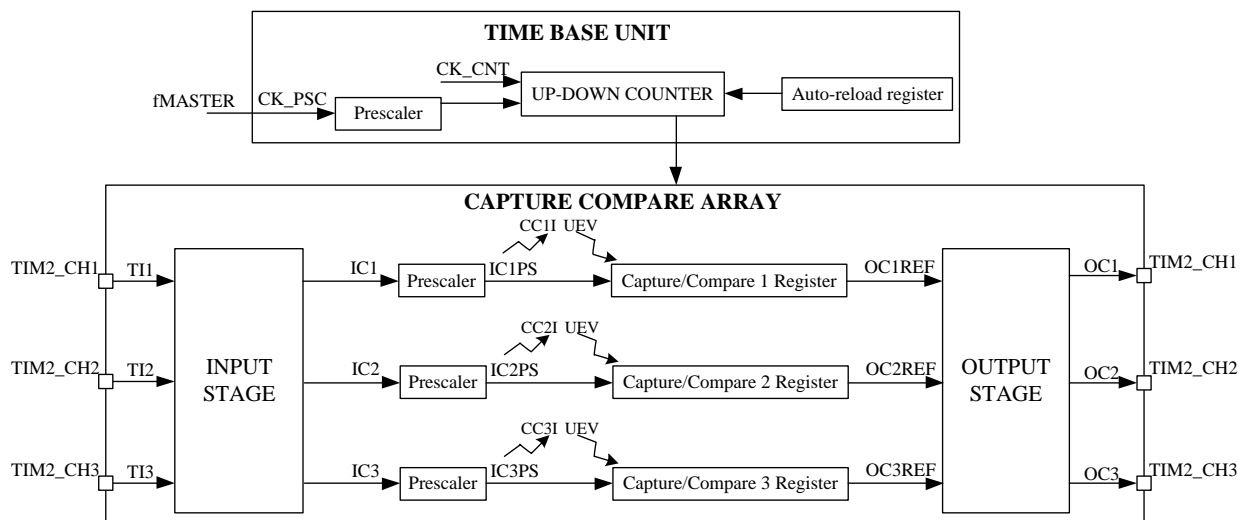 TIME BASE UNIT
CK_CNT
fMASTER
CK_PSC
Prescaler
UP-DOWN COUNTER
Auto-reload register
CAPTURE COMPARE ARRAY
CC1I UEV
TIM2_CH1
TI1
IC1
Prescaler
IC1PS
Capture/Compare 1 Register
OC1REF
OC1
TIM2_CH1
CC2I UEV
TIM2_CH2
TI2
INPUT
STAGE
IC2
Prescaler
IC2PS
Capture/Compare 2 Register
OC2REF
OUTPUT
STAGE
OC2
TIM2_CH2
CC3I UEV
TIM2_CH3
TI3
IC3
Prescaler
IC3PS
Capture/Compare 3 Register
OC3REF
OC3
TIM2_CH3